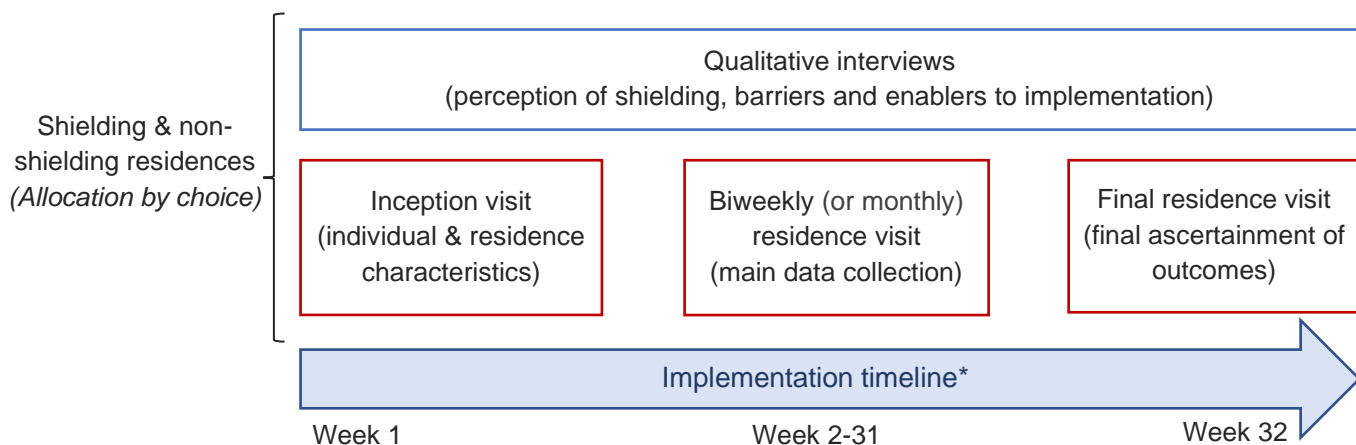 Qualitative interviews
(perception of shielding, barriers and enablers to implementation)
Shielding & non-
shielding residences
(Allocation by choice)
Inception visit
(individual & residence
characteristics)
Biweekly (or monthly)
residence visit
(main data collection)
Final residence visit
(final ascertainment of
outcomes)
Implementation timeline*
Week 1
Week 2-31
Week 32